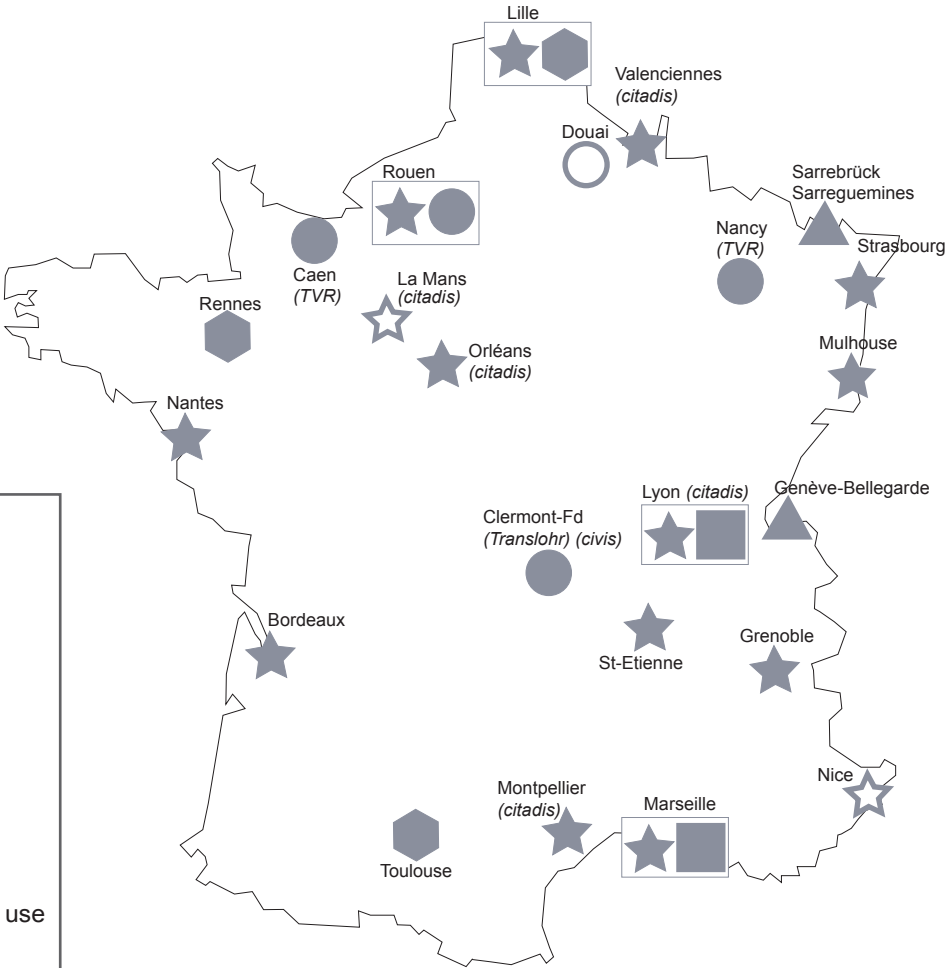 Lille
Valenciennes
(citadis)
Douai
Rouen
Sarrebrück
Sarreguemines
Nancy
(TVR)
Strasbourg
Caen
(TVR)
La Mans
(citadis)
Rennes
Orléans
(citadis)
Mulhouse
Nantes
Lyon (citadis)
Genève-Bellegarde
Clermont-Fd
(Translohr) (civis)
Bordeaux
St-Etienne
Grenoble
Nice
Montpellier
(citadis)
Marseille
Toulouse
use